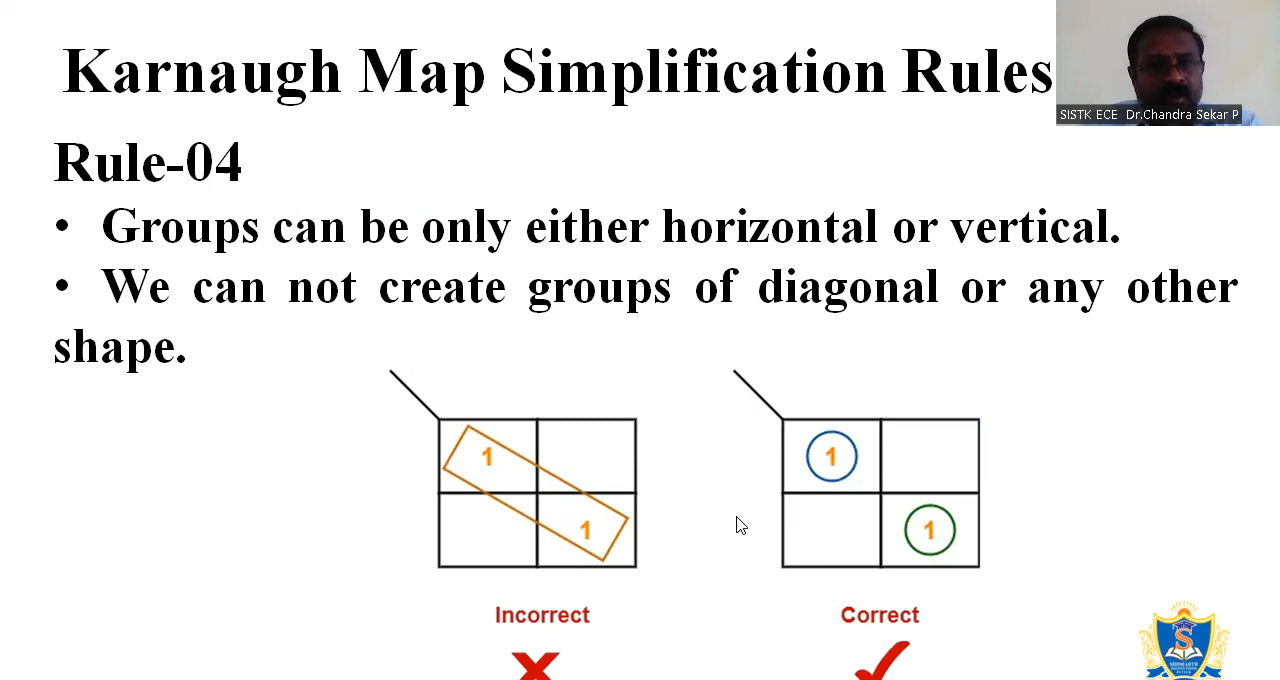 Karnaugh Map Simplification Rules
SISTK ECE Dr.Chandra Sekar P
Rule-04
• Groups can be only either horizontal or vertical.
• We can not create groups of diagonal or any other
shape.
1
1
1
1
Incorrect
Correct
S
SIDDHARTH